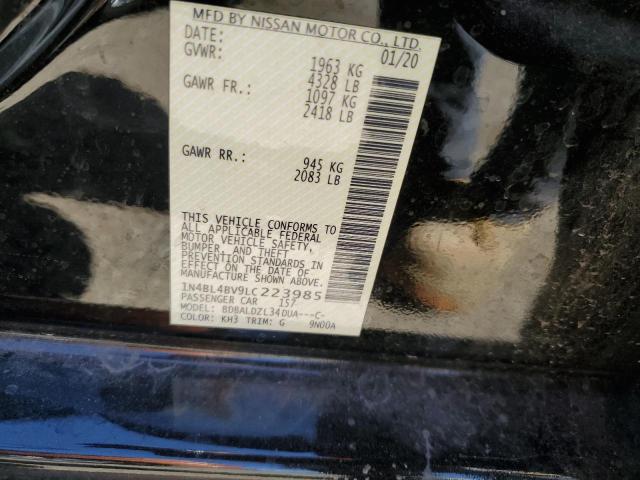 MFD BY NISSAN MOTOR CO., LTD.
DATE: 01/20
GVWR: 1963 KG
4328 LB
GAWR FR.: 1097 KG
2418 LB
GAWR RR.: 945 KG
2083 LB
THIS VEHICLE CONFORMS TO
ALL APPLICABLE FEDERAL
MOTOR VEHICLE SAFETY,
BUMPER, AND THEFT
PREVENTION STANDARDS IN
EFFECT ON THE DATE OF
MANUFACTURE SHOWN ABOVE.
1N4BL4BV9LC223985
PASSENGER CAR 157
MODEL: BDBALDZL34DUA---C-
COLOR: KH3 TRIM: G 9N00A